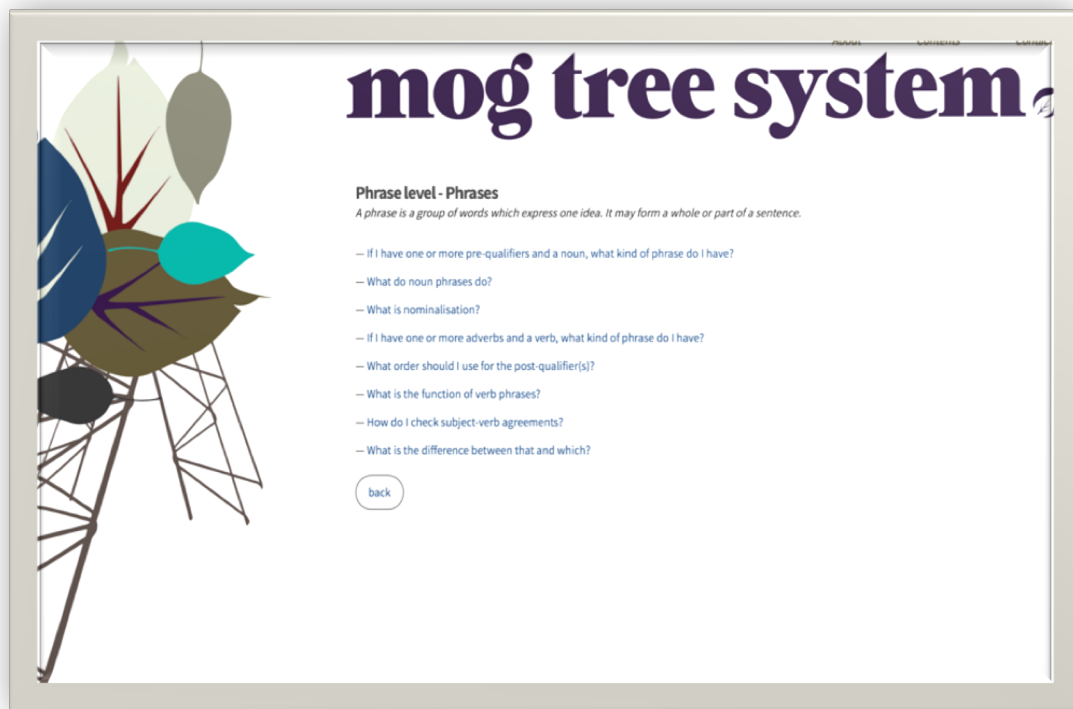 About Contents Contact
mog tree system
Phrase level - Phrases
A phrase is a group of words which express one idea. It may form a whole or part of a sentence.
— If I have one or more pre-qualifiers and a noun, what kind of phrase do I have?
— What do noun phrases do?
— What is nominalisation?
— If I have one or more adverbs and a verb, what kind of phrase do I have?
— What order should I use for the post-qualifier(s)?
— What is the function of verb phrases?
— How do I check subject-verb agreements?
— What is the difference between that and which?
back